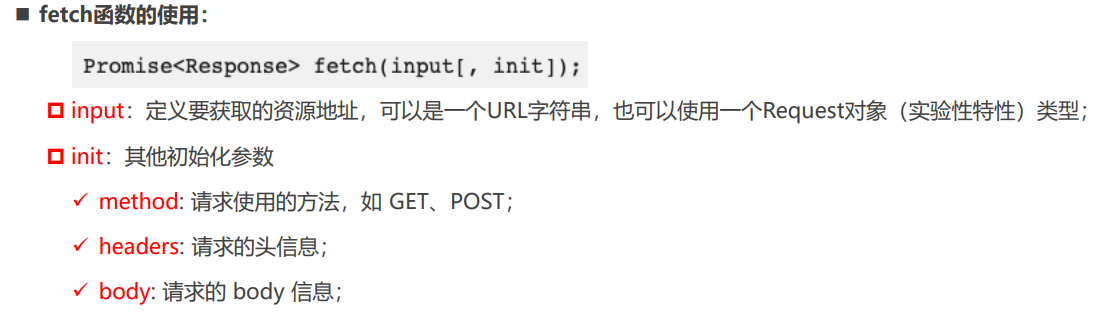 fetch函数的使用：
Promise<Response> fetch(input[, init]);
input：定义要获取的资源地址，可以是一个URL字符串，也可以使用一个Request对象（实验性特性）类型；
init：其他初始化参数
method: 请求使用的方法，如 GET、POST；
headers: 请求的头信息；
body: 请求的 body 信息；